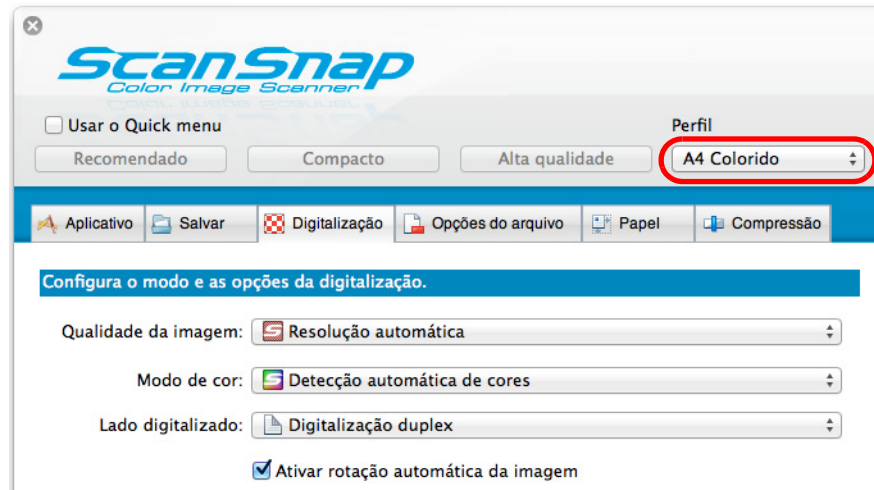 ScanSnap
Color Image Scanner
Usar o Quick menu
Perfil
Recomendado
Compacto
Alta qualidade
A4 Colorido
Aplicativo
Salvar
Digitalização
Opções do arquivo
Papel
Compressão
Configura o modo e as opções da digitalização.
Qualidade da imagem: Resolução automática
Modo de cor: Detecção automática de cores
Lado digitalizado: Digitalização duplex
Ativar rotação automática da imagem